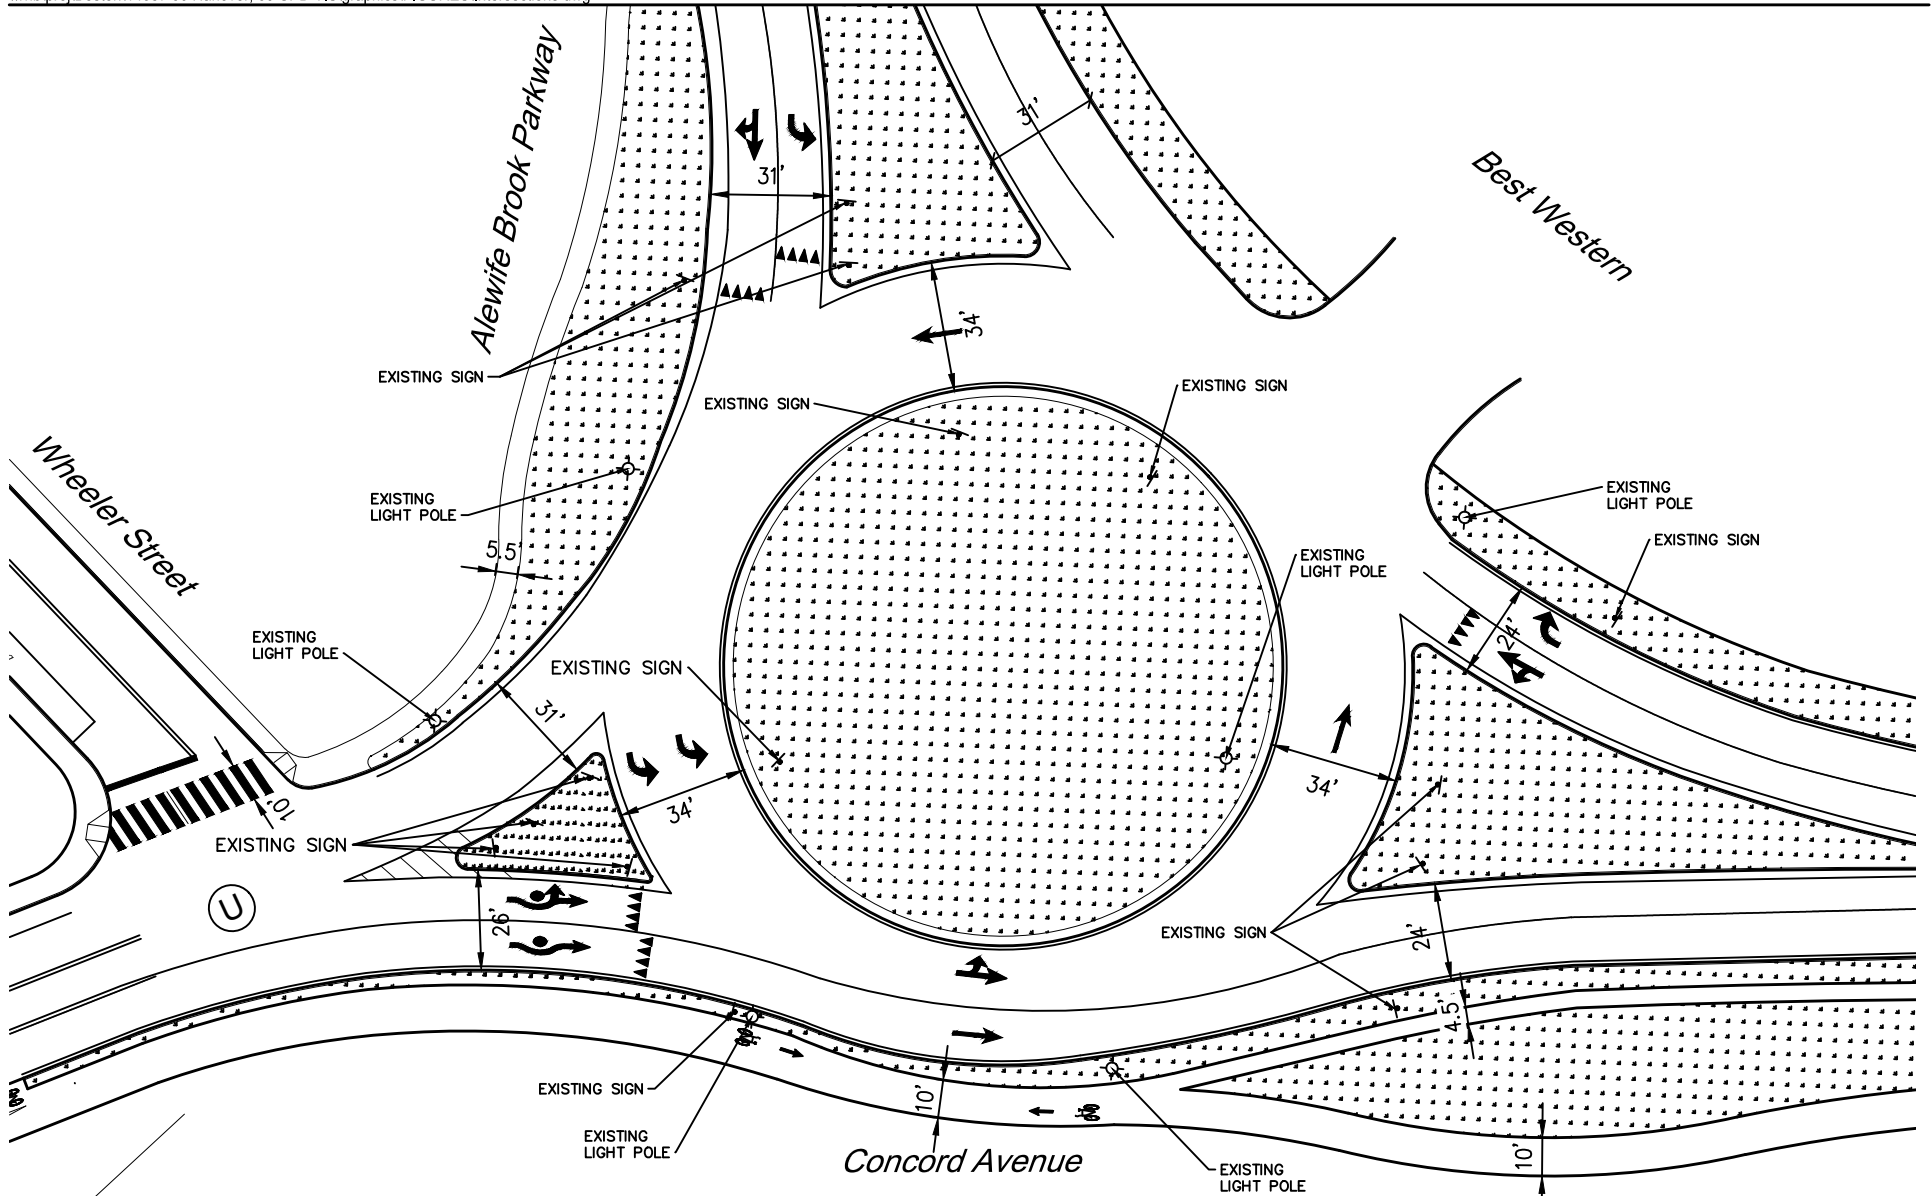 Alewife Brook Parkway
31'
31'
Best Western
34'
EXISTING SIGN
EXISTING SIGN
EXISTING SIGN
Wheeler Street
EXISTING
LIGHT POLE
EXISTING
LIGHT POLE
EXISTING SIGN
5.5'
EXISTING
LIGHT POLE
EXISTING
LIGHT POLE
EXISTING SIGN
24'
31'
34'
34'
10'
EXISTING SIGN
U
26'
EXISTING SIGN
24'
4.5'
EXISTING SIGN
10'
EXISTING
LIGHT POLE
Concord Avenue
EXISTING
LIGHT POLE
10'